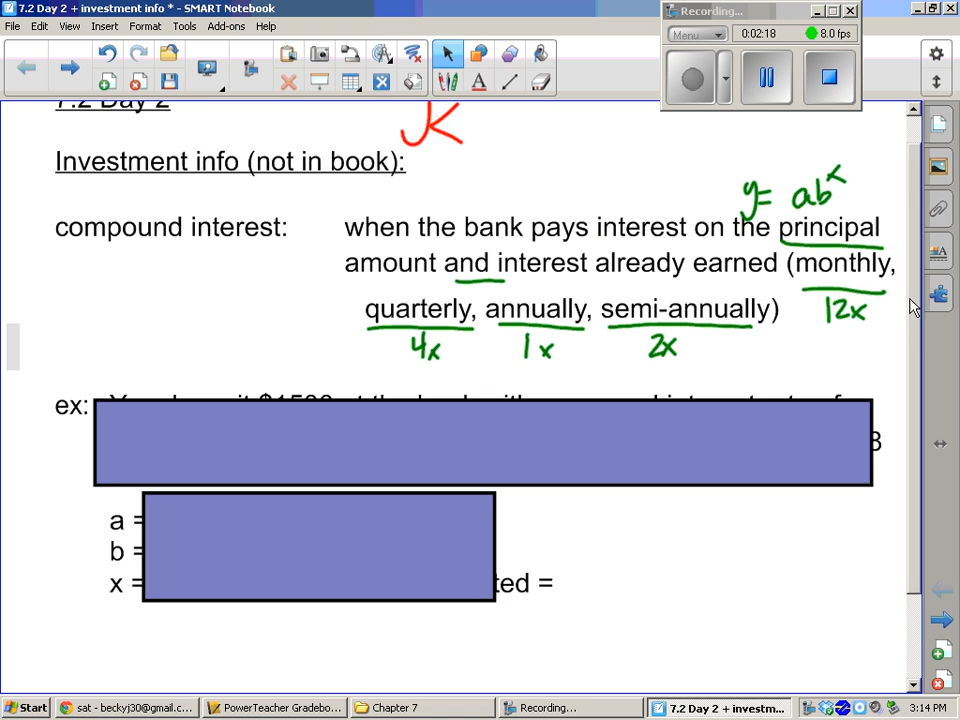 7.2 Day 2 + investment info * - SMART Notebook
Recording...
File Edit View Insert Format Tools Add-ons Help
Menu 0:02:18 8.0 fps
7.2 Day 2
JK
Investment info (not in book):
y = ab^x
compound interest: when the bank pays interest on the principal
amount and interest already earned (monthly,
12x
quarterly, annually, semi-annually)
4x 1x 2x
ex:
8
a =
b =
x = ted =
Start sat - beckyj30@gmail.c... PowerTeacher Gradebo... Chapter 7 Recording... 7.2 Day 2 + investm... 3:14 PM